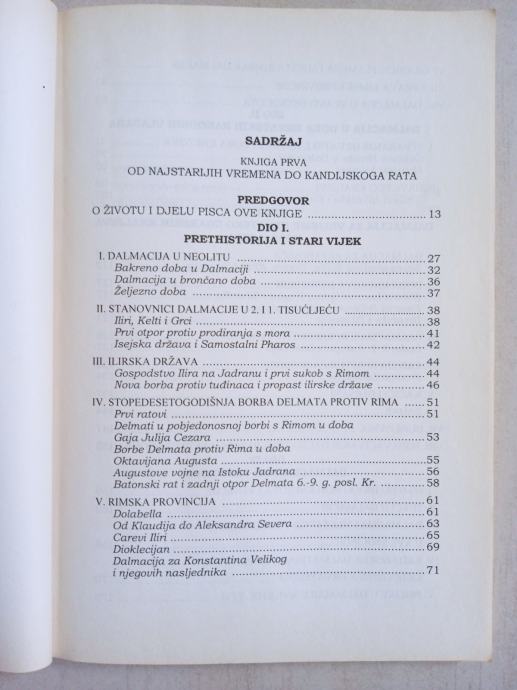 SADRŽAJ
KNJIGA PRVA
OD NAJSTARIJIH VREMENA DO KANDIJSKOGA RATA
PREDGOVOR
O ŽIVOTU I DJELU PISCA OVE KNJIGE ........................ 13
DIO I.
PRETHISTORIJA I STARI VIJEK
I. DALMACIJA U NEOLITU ........................ 27
Bakreno doba u Dalmaciji ........................ 32
Dalmacija u brončano doba ........................ 36
Željezno doba ........................ 37
II. STANOVNICI DALMACIJE U 2. I 1. TISUĆLJEĆU ........................ 38
Iliri, Kelti i Grci ........................ 38
Prvi otpor protiv prodiranja s mora ........................ 41
Isejska država i Samostalni Pharos ........................ 42
III. ILIRSKA DRŽAVA ........................ 44
Gospodstvo Ilira na Jadranu i prvi sukob s Rimom ........ 44
Nova borba protiv tuđinaca i propast ilirske države ........ 46
IV. STOPEDESETOGODIŠNJA BORBA DELMATA PROTIV RIMA ...... 51
Prvi ratovi ........................ 51
Delmati u pobjedonosnoj borbi s Rimom u doba
Gaja Julija Cezara ........................ 53
Borbe Delmata protiv Rima u doba
Oktavijana Augusta ........................ 55
Augustove vojne na Istoku Jadrana ........................ 56
Batonski rat i zadnji otpor Delmata 6.-9. g. posl. Kr. ........ 58
V. RIMSKA PROVINCIJA ........................ 61
Dolabella ........................ 61
Od Klaudija do Aleksandra Severa ........................ 63
Carevi Iliri ........................ 65
Dioklecijan ........................ 69
Dalmacija za Konstantina Velikog
i njegovih nasljednika ........................ 71